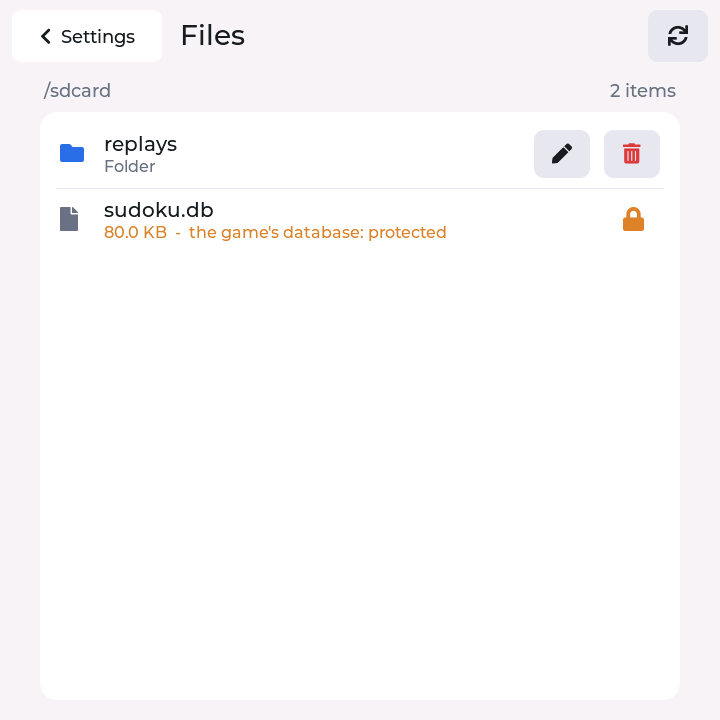 Settings
Files
/sdcard
2 items
replays
Folder
sudoku.db
80.0 KB - the game's database: protected